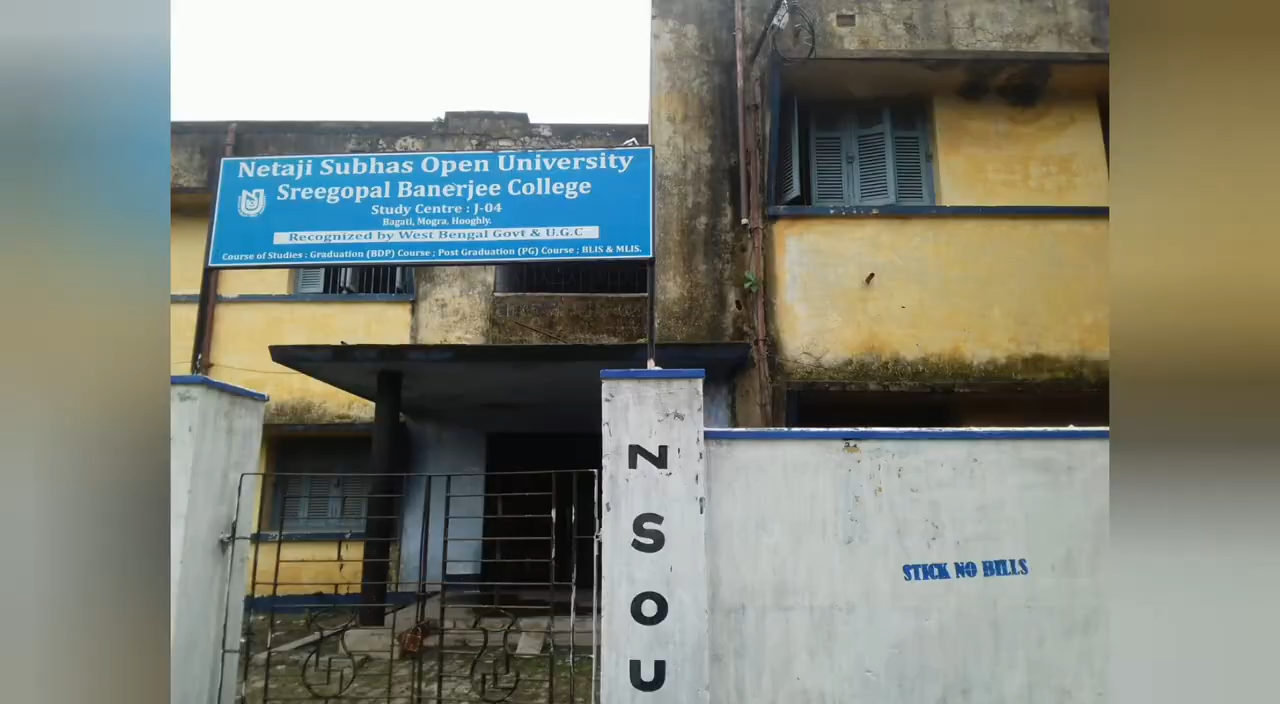 Netaji Subhas Open University
Sreegopal Banerjee College
Study Centre : J-04
Bagati, Mogra, Hooghly.
Recognized by West Bengal Govt & U.G.C
Course of Studies : Graduation (BDP) Course ; Post Graduation (PG) Course ; BLIS & MLIS.
N
S
O
U
STICK NO BILLS